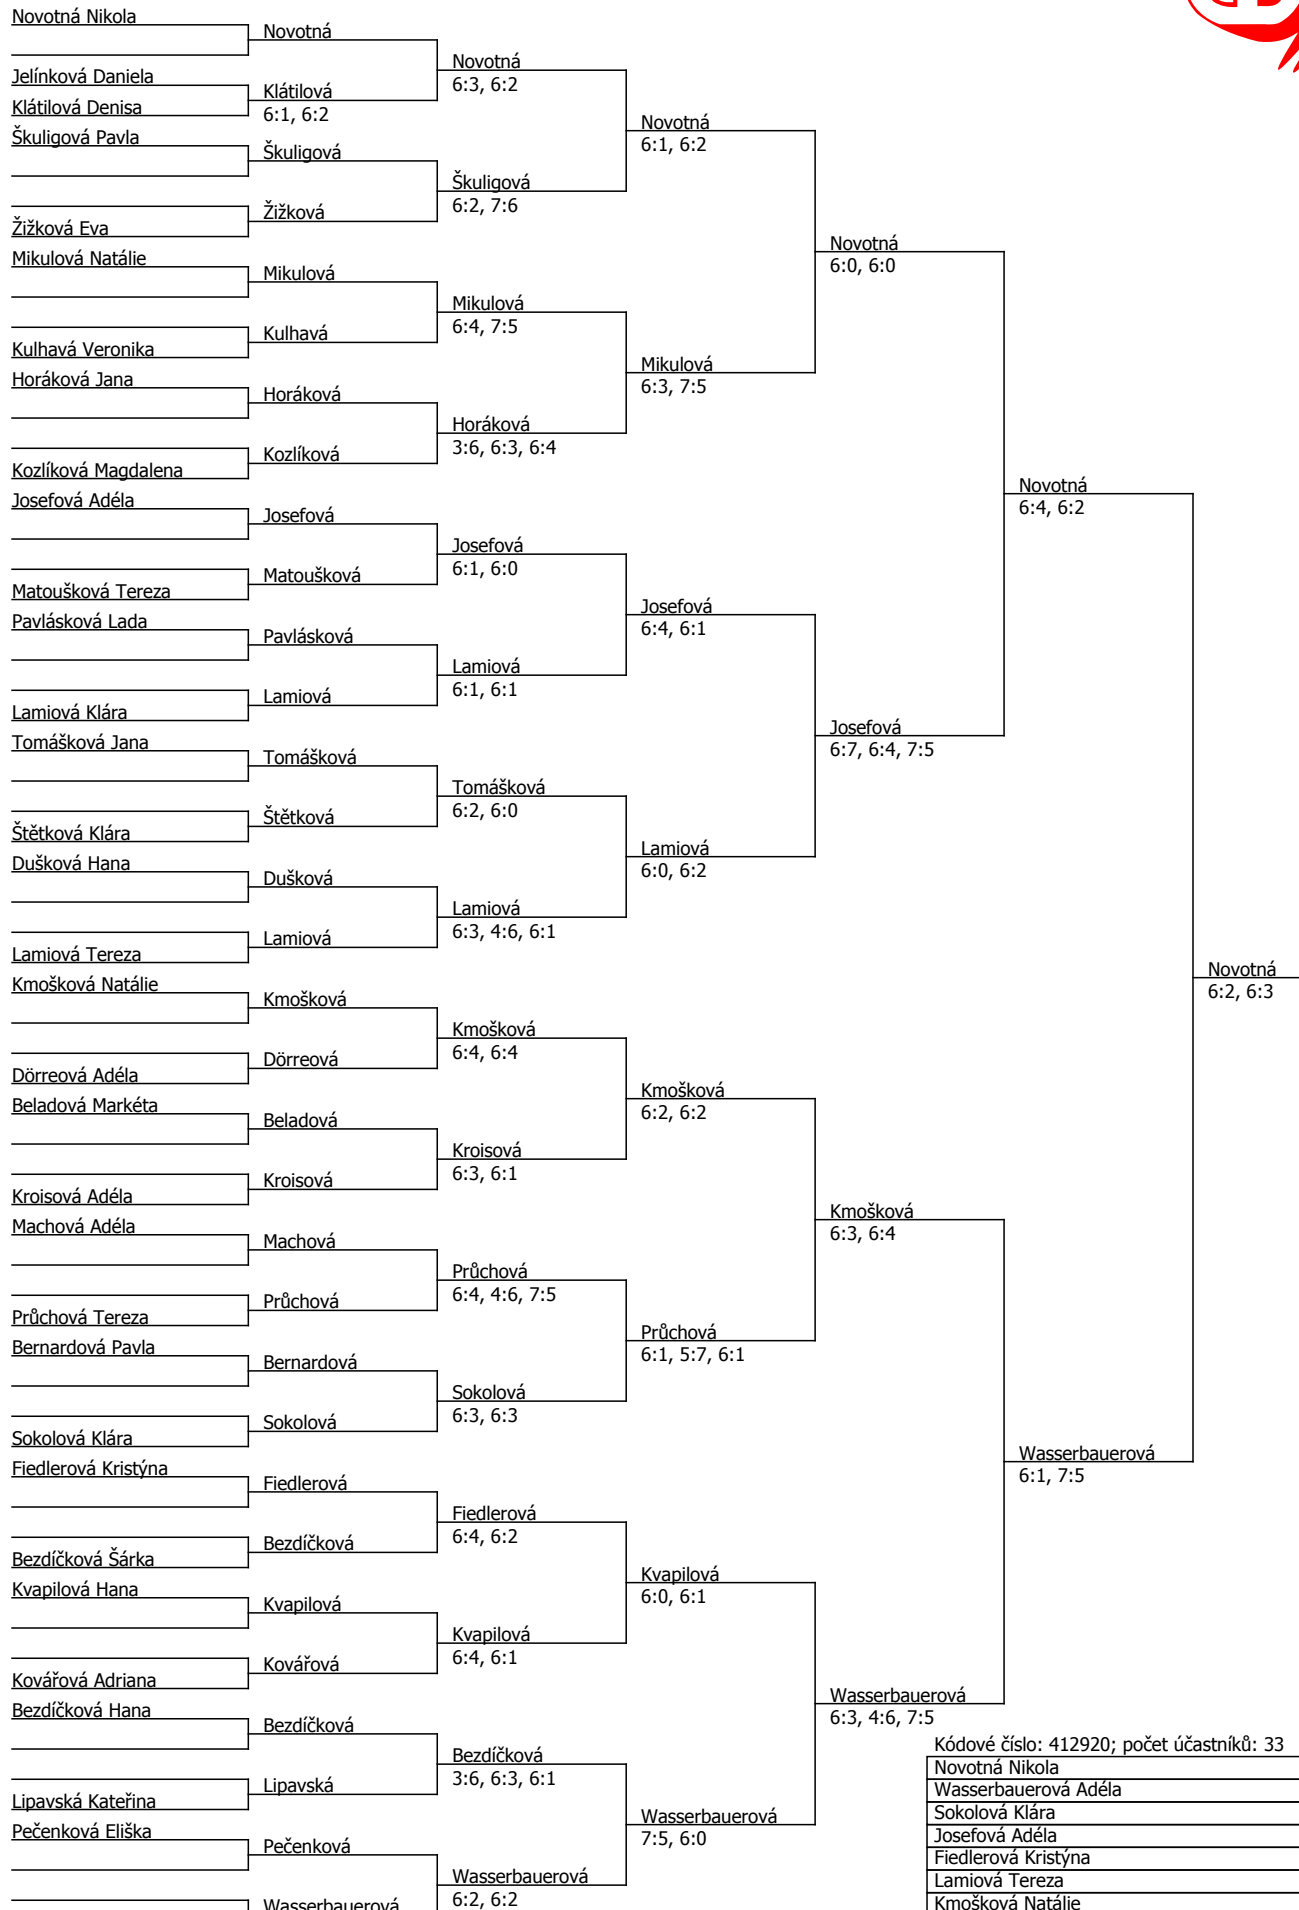 Novotná Nikola
Jelínková Daniela
Klátilová Denisa
Škuligová Pavla
Žižková Eva
Mikulová Natálie
Kulhavá Veronika
Horáková Jana
Kozlíková Magdalena
Josefová Adéla
Matoušková Tereza
Pavlásková Lada
Lamiová Klára
Tomášková Jana
Štětková Klára
Dušková Hana
Lamiová Tereza
Kmošková Natálie
Dörreová Adéla
Beladová Markéta
Kroisová Adéla
Machová Adéla
Průchová Tereza
Bernardová Pavla
Sokolová Klára
Fiedlerová Kristýna
Bezdíčková Šárka
Kvapilová Hana
Kovářová Adriana
Bezdíčková Hana
Lipavská Kateřina
Pečenková Eliška
Novotná
Klátilová
6:1, 6:2
Škuligová
Žižková
Mikulová
Kulhavá
Horáková
Kozlíková
Josefová
Matoušková
Pavlásková
Lamiová
Tomášková
Štětková
Dušková
Lamiová
Kmošková
Dörreová
Beladová
Kroisová
Machová
Průchová
Bernardová
Sokolová
Fiedlerová
Bezdíčková
Kvapilová
Kovářová
Bezdíčková
Lipavská
Pečenková
Wasserbauerová
Novotná
6:3, 6:2
Škuligová
6:2, 7:6
Mikulová
6:4, 7:5
Horáková
3:6, 6:3, 6:4
Josefová
6:1, 6:0
Lamiová
6:1, 6:1
Tomášková
6:2, 6:0
Lamiová
6:3, 4:6, 6:1
Kmošková
6:4, 6:4
Kroisová
6:3, 6:1
Průchová
6:4, 4:6, 7:5
Sokolová
6:3, 6:3
Fiedlerová
6:4, 6:2
Kvapilová
6:4, 6:1
Bezdíčková
3:6, 6:3, 6:1
Wasserbauerová
6:2, 6:2
Novotná
6:1, 6:2
Mikulová
6:3, 7:5
Josefová
6:4, 6:1
Lamiová
6:0, 6:2
Kmošková
6:2, 6:2
Průchová
6:1, 5:7, 6:1
Kvapilová
6:0, 6:1
Wasserbauerová
7:5, 6:0
Novotná
6:0, 6:0
Josefová
6:7, 6:4, 7:5
Kmošková
6:3, 6:4
Wasserbauerová
6:3, 4:6, 7:5
Novotná
6:4, 6:2
Wasserbauerová
6:1, 7:5
Novotná
6:2, 6:3
Kódové číslo: 412920; počet účastníků: 33
Novotná Nikola
Wasserbauerová Adéla
Sokolová Klára
Josefová Adéla
Fiedlerová Kristýna
Lamiová Tereza
Kmošková Natálie